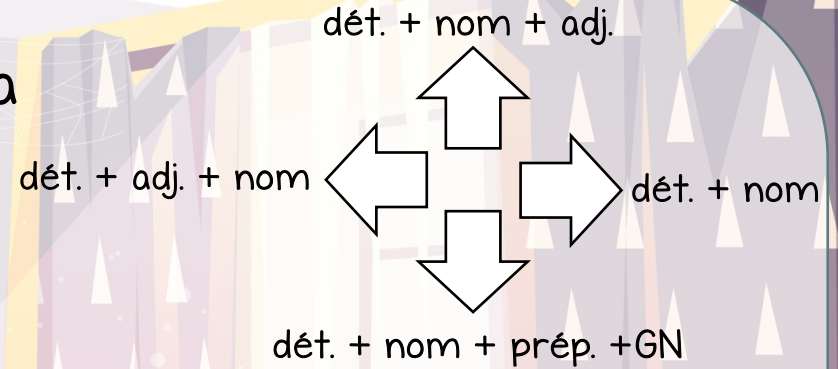 dét. + nom + adj.
a
dét. + adj. + nom
dét. + nom
dét. + nom + prép. +GN